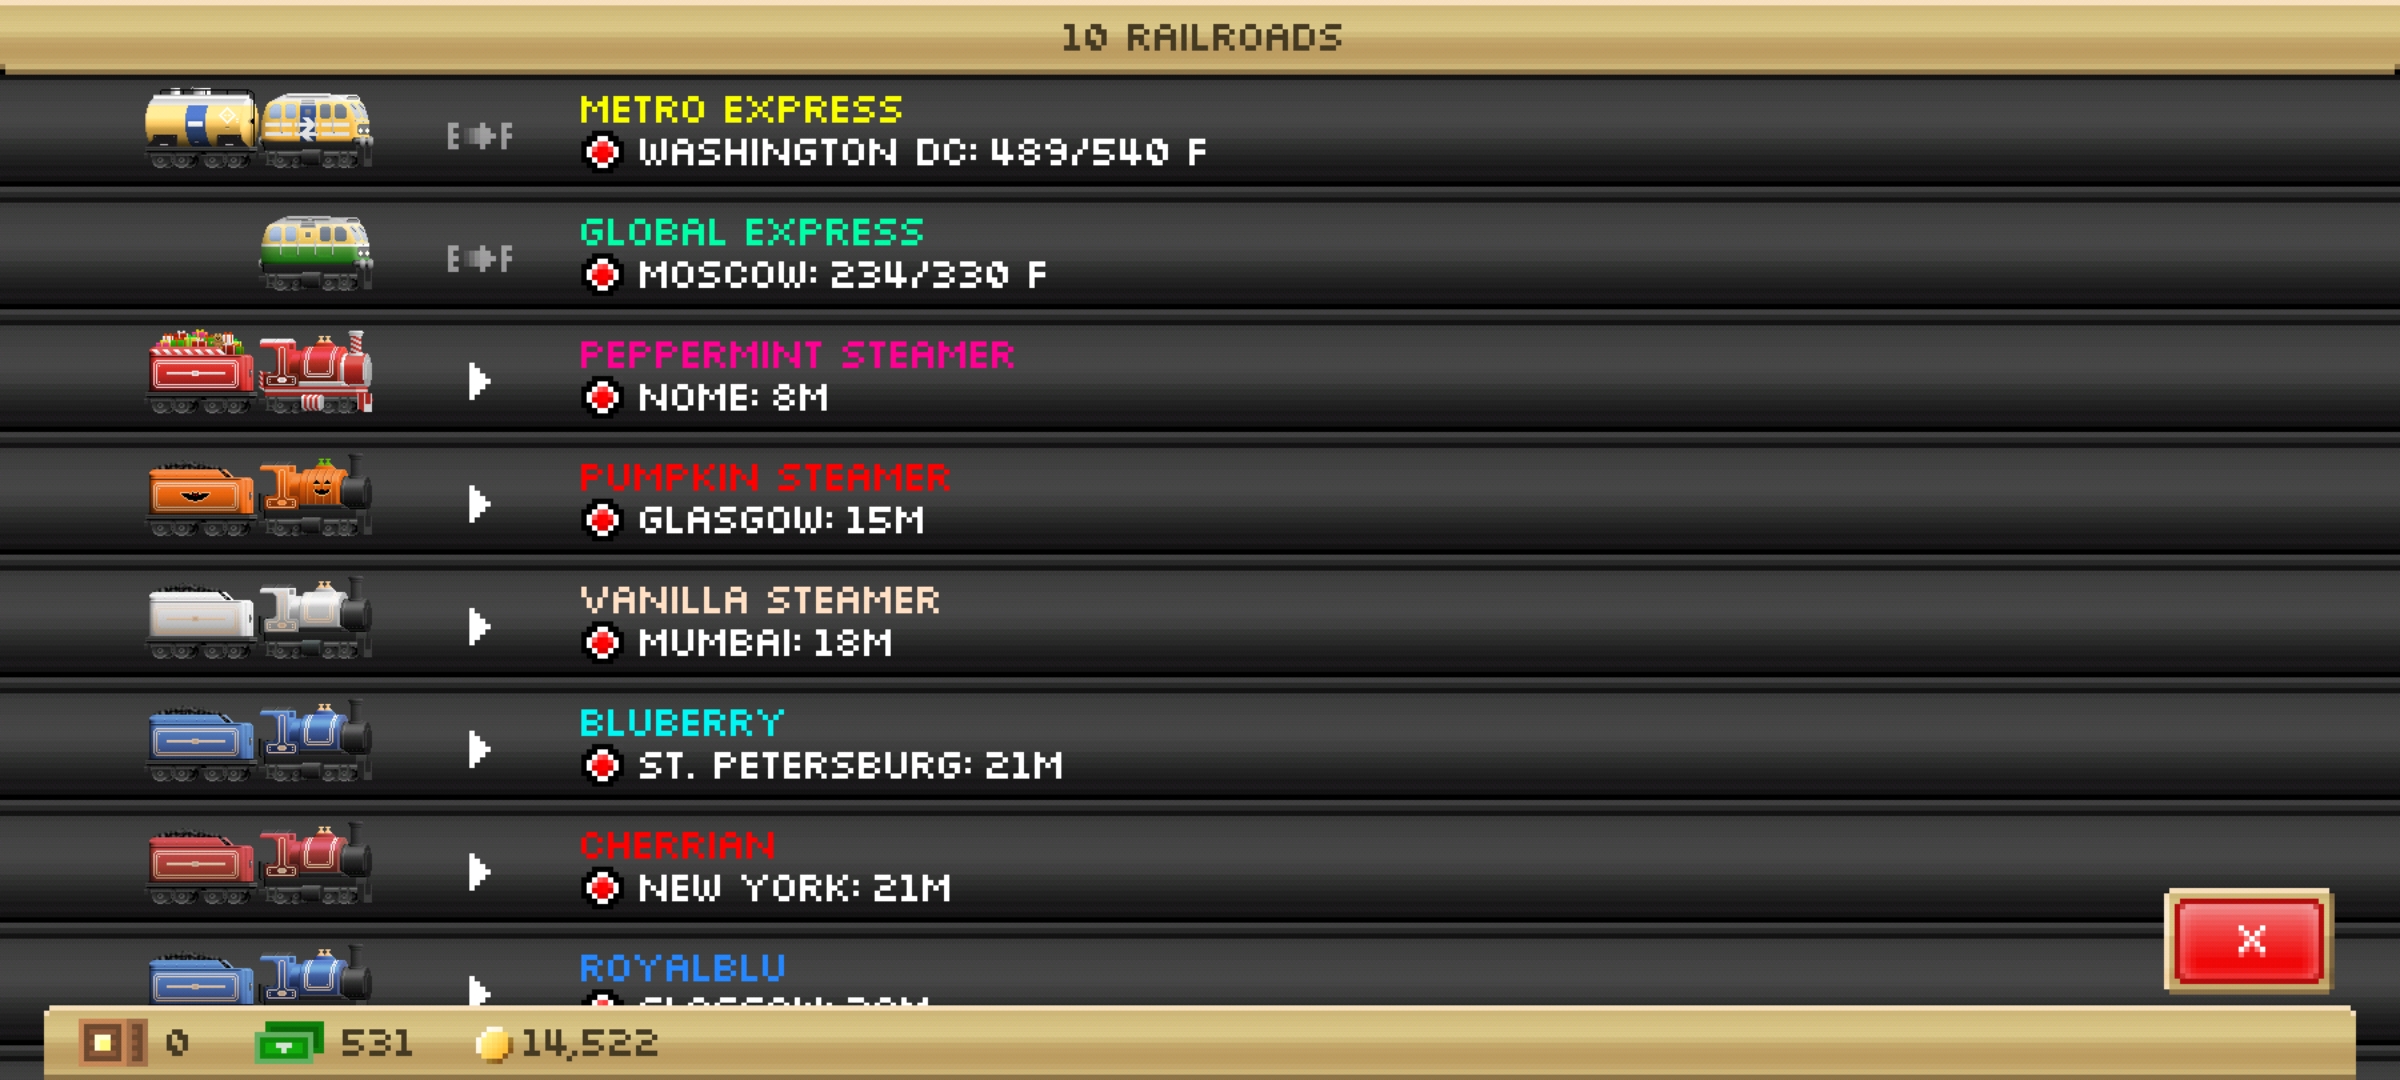 10 RAILROADS
METRO EXPRESS
E F WASHINGTON DC: 489/540 F
GLOBAL EXPRESS
E F MOSCOW: 234/330 F
PEPPERMINT STEAMER
NOME: 8M
PUMPKIN STEAMER
GLASGOW: 15M
VANILLA STEAMER
MUMBAI: 18M
BLUBERRY
ST. PETERSBURG: 21M
CHERRIAN
NEW YORK: 21M
X
ROYALBLU
0 531 14,522